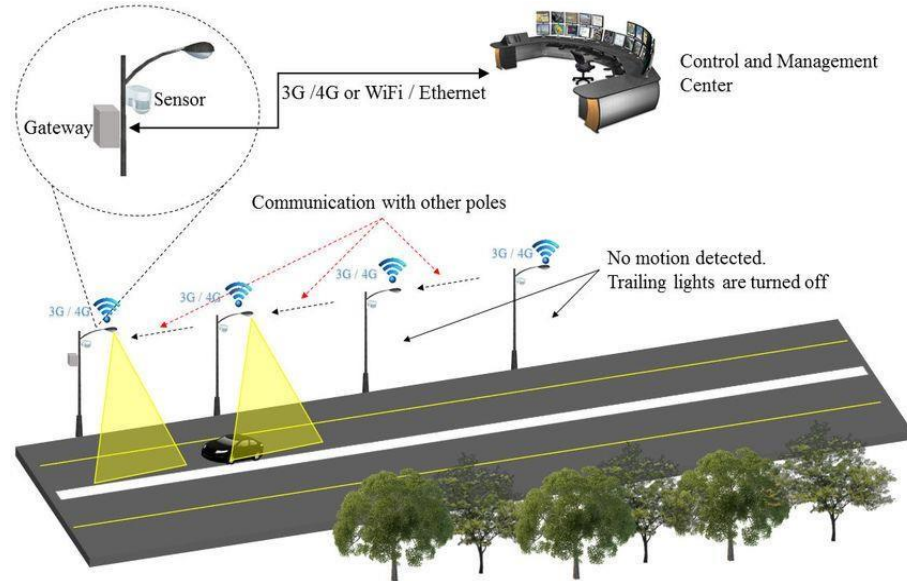 Control and Management
Center
3G /4G or WiFi / Ethernet
Sensor
Gateway
Communication with other poles
No motion detected.
Trailing lights are turned off
3G / 4G
3G / 4G
3G / 4G
3G / 4G